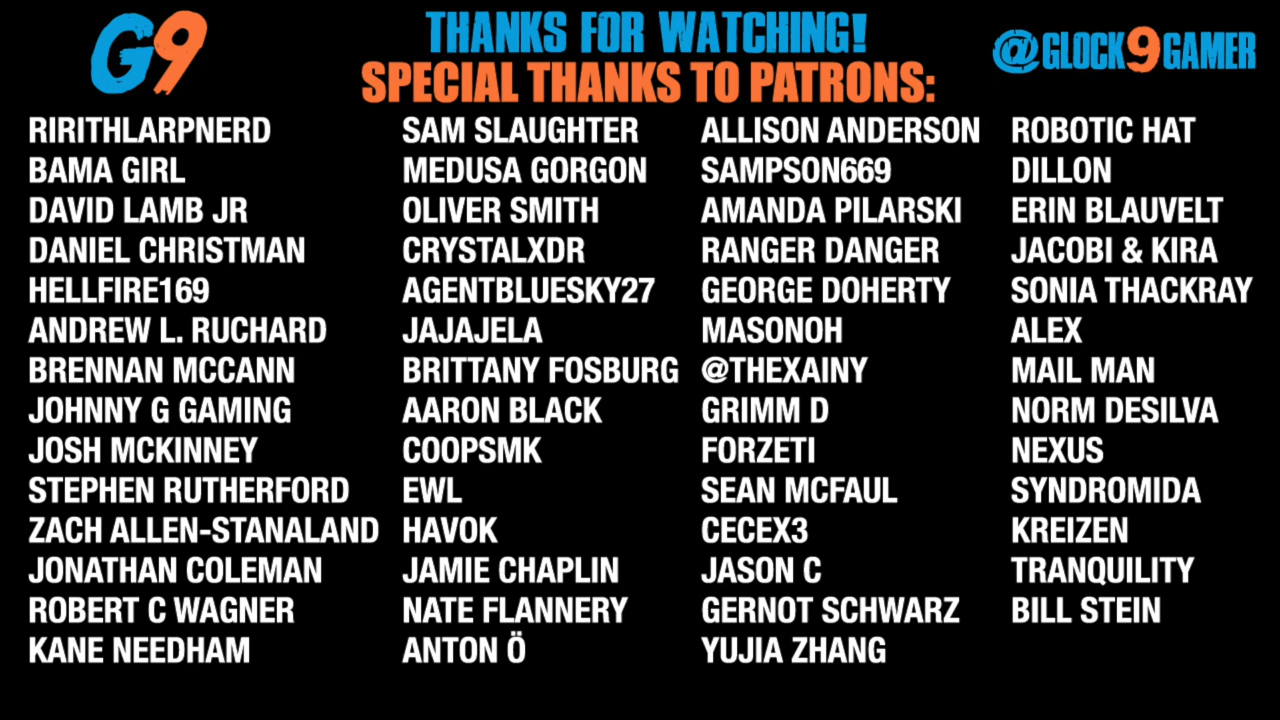 G9
THANKS FOR WATCHING!
SPECIAL THANKS TO PATRONS:
@GLOCK9GAMER
RIRITHLARPNERD
BAMA GIRL
DAVID LAMB JR
DANIEL CHRISTMAN
HELLFIRE169
ANDREW L. RUCHARD
BRENNAN MCCANN
JOHNNY G GAMING
JOSH MCKINNEY
STEPHEN RUTHERFORD
ZACH ALLEN-STANALAND
JONATHAN COLEMAN
ROBERT C WAGNER
KANE NEEDHAM
SAM SLAUGHTER
MEDUSA GORGON
OLIVER SMITH
CRYSTALXDR
AGENTBLUESKY27
JAJAJELA
BRITTANY FOSBURG
AARON BLACK
COOPSMK
EWL
HAVOK
JAMIE CHAPLIN
NATE FLANNERY
ANTON Ö
ALLISON ANDERSON
SAMPSON669
AMANDA PILARSKI
RANGER DANGER
GEORGE DOHERTY
MASONOH
@THEXAINY
GRIMM D
FORZETI
SEAN MCFAUL
CECEX3
JASON C
GERNOT SCHWARZ
YUJIA ZHANG
ROBOTIC HAT
DILLON
ERIN BLAUVELT
JACOBI & KIRA
SONIA THACKRAY
ALEX
MAIL MAN
NORM DESILVA
NEXUS
SYNDROMIDA
KREIZEN
TRANQUILITY
BILL STEIN